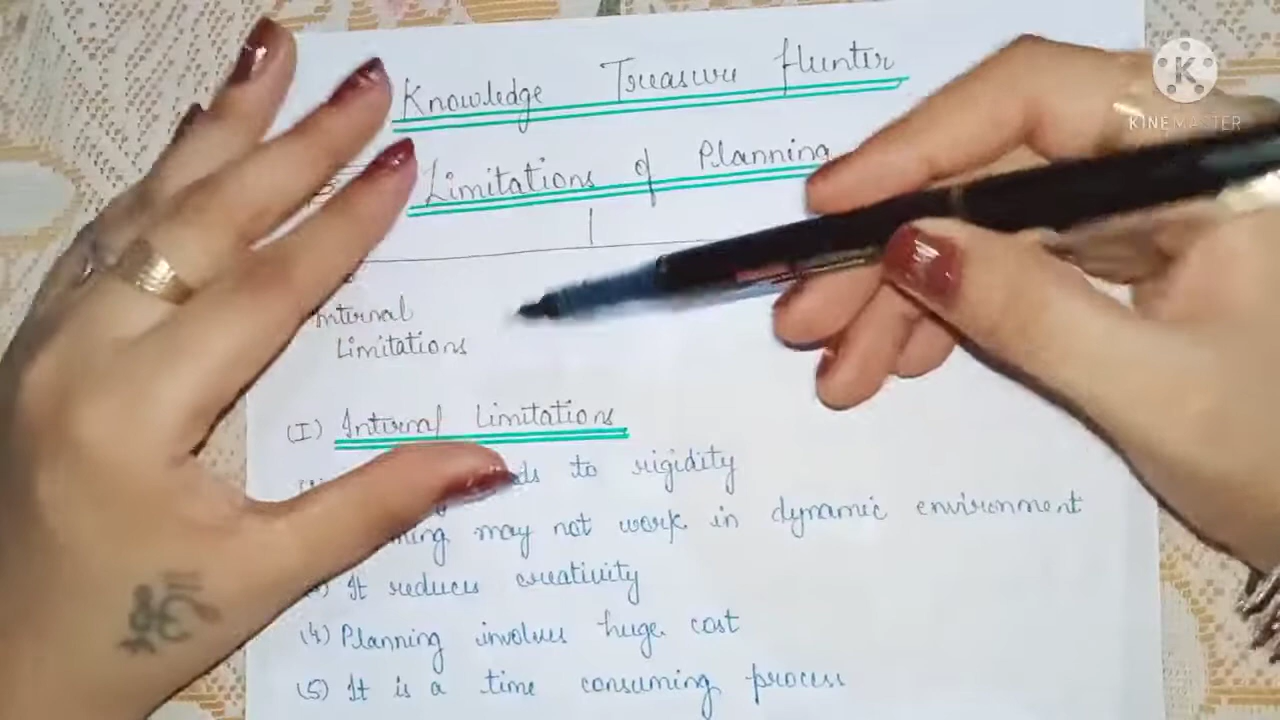 Knowledge Treasure Hunter
KINEMASTER
Limitations of Planning
Internal
Limitations
(I) Internal Limitations
to rigidity
may not work in dynamic environment
It reduces creativity
(4) Planning involves huge cost
(5) It is a time consuming process